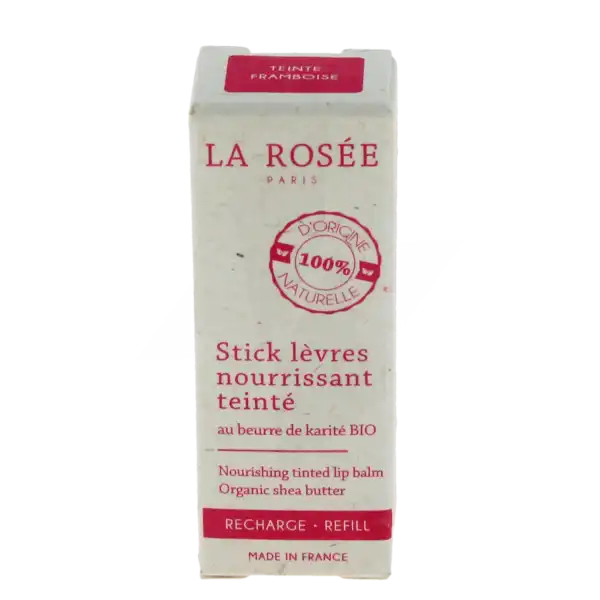 TEINTE
FRAMBOISE
LA ROSÉE
PARIS
D'ORIGINE
100%
NATURELLE
Stick lèvres
nourrissant
teinté
au beurre de karité BIO
Nourishing tinted lip balm
Organic shea butter
RECHARGE · REFILL
MADE IN FRANCE